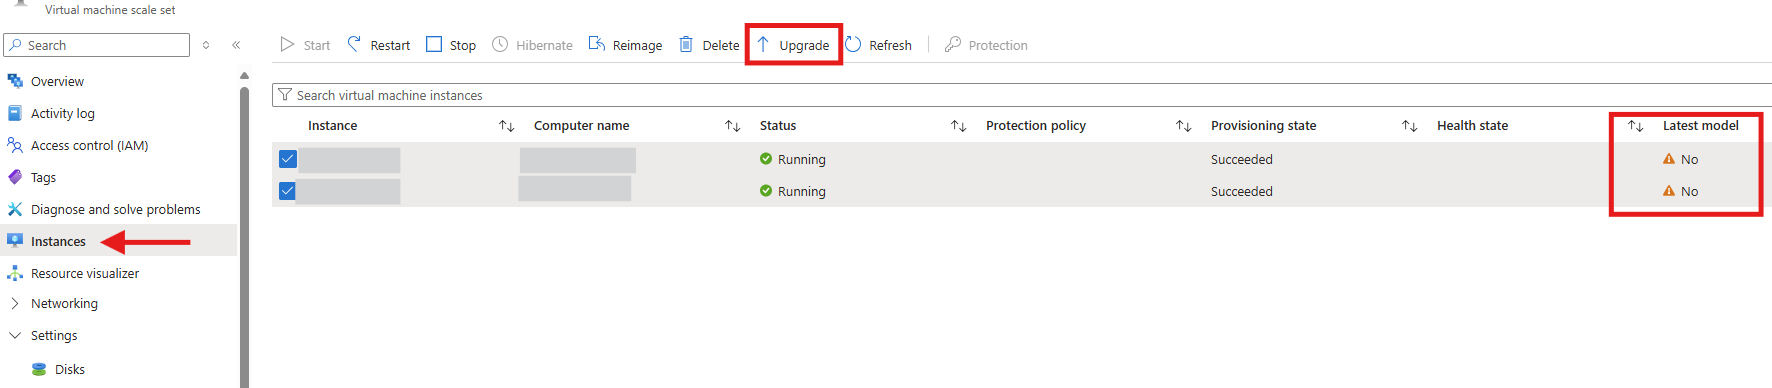 Virtual machine scale set
Search
Start Restart Stop Hibernate Reimage Delete Upgrade Refresh Protection
Overview
Activity log
Access control (IAM)
Tags
Diagnose and solve problems
Instances
Resource visualizer
Networking
Settings
Disks
Search virtual machine instances
Instance Computer name Status Protection policy Provisioning state Health state Latest model
Running Succeeded No
Running Succeeded No